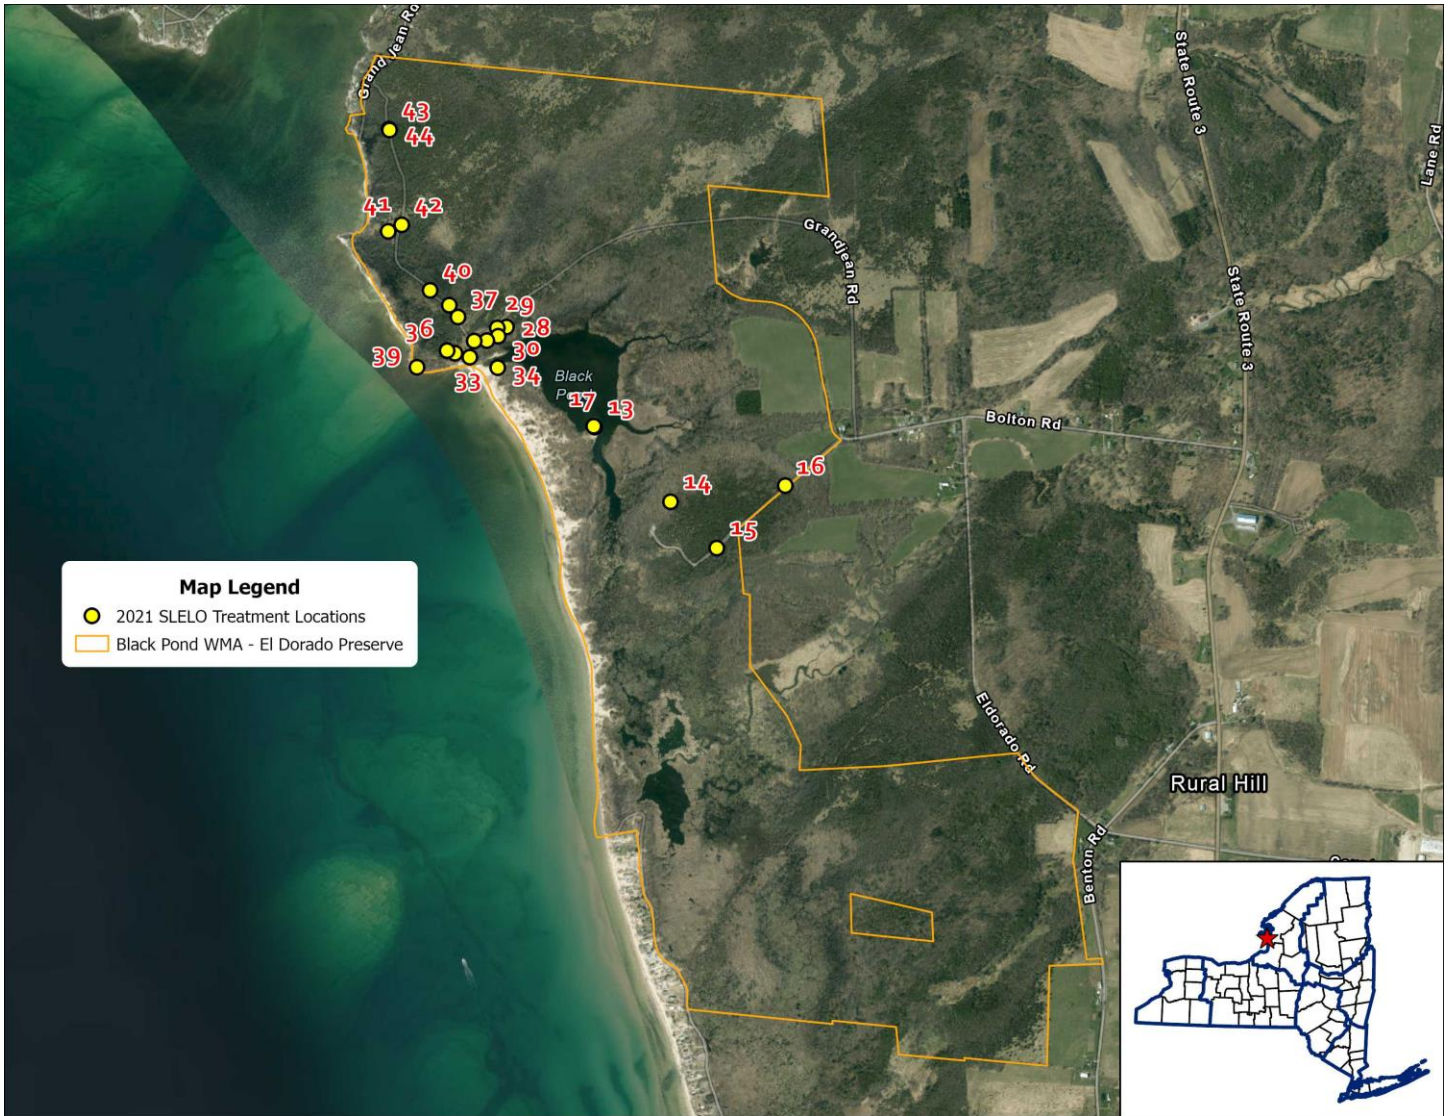 Grandjean Rd
State Route 3
Lane Rd
43
44
41
42
Grandjean Rd
40
State Route 3
37
29
36
28
39
30
33
34
Black
17
13
Bolton Rd
16
14
15
Map Legend
2021 SLELO Treatment Locations
Black Pond WMA - El Dorado Preserve
Eldorado Rd
Rural Hill
Benton Rd